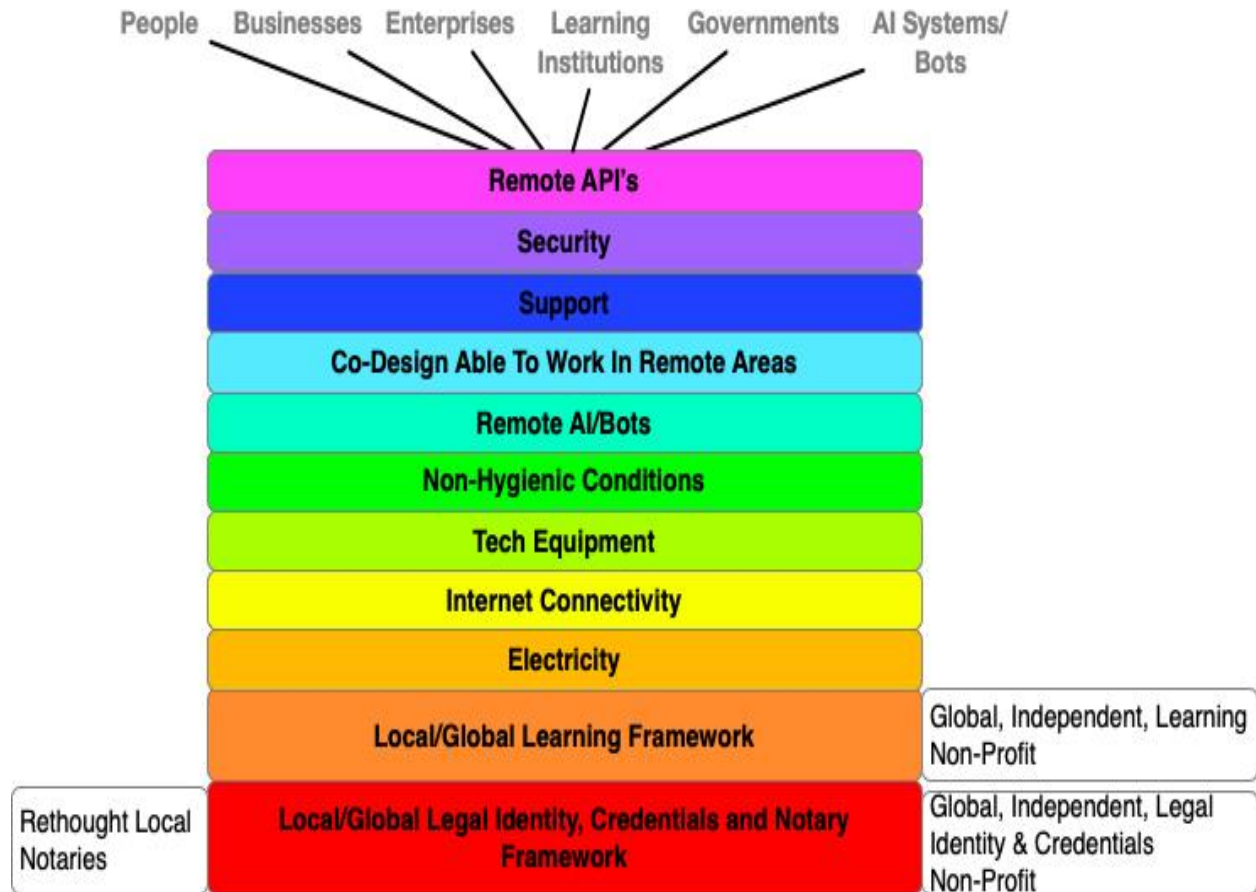 People Businesses Enterprises Learning Governments AI Systems/
Institutions Bots
Remote API's
Security
Support
Co-Design Able To Work In Remote Areas
Remote AI/Bots
Non-Hygienic Conditions
Tech Equipment
Internet Connectivity
Electricity
Local/Global Learning Framework
Global, Independent, Learning
Non-Profit
Rethought Local
Notaries
Local/Global Legal Identity, Credentials and Notary
Framework
Global, Independent, Legal
Identity & Credentials
Non-Profit